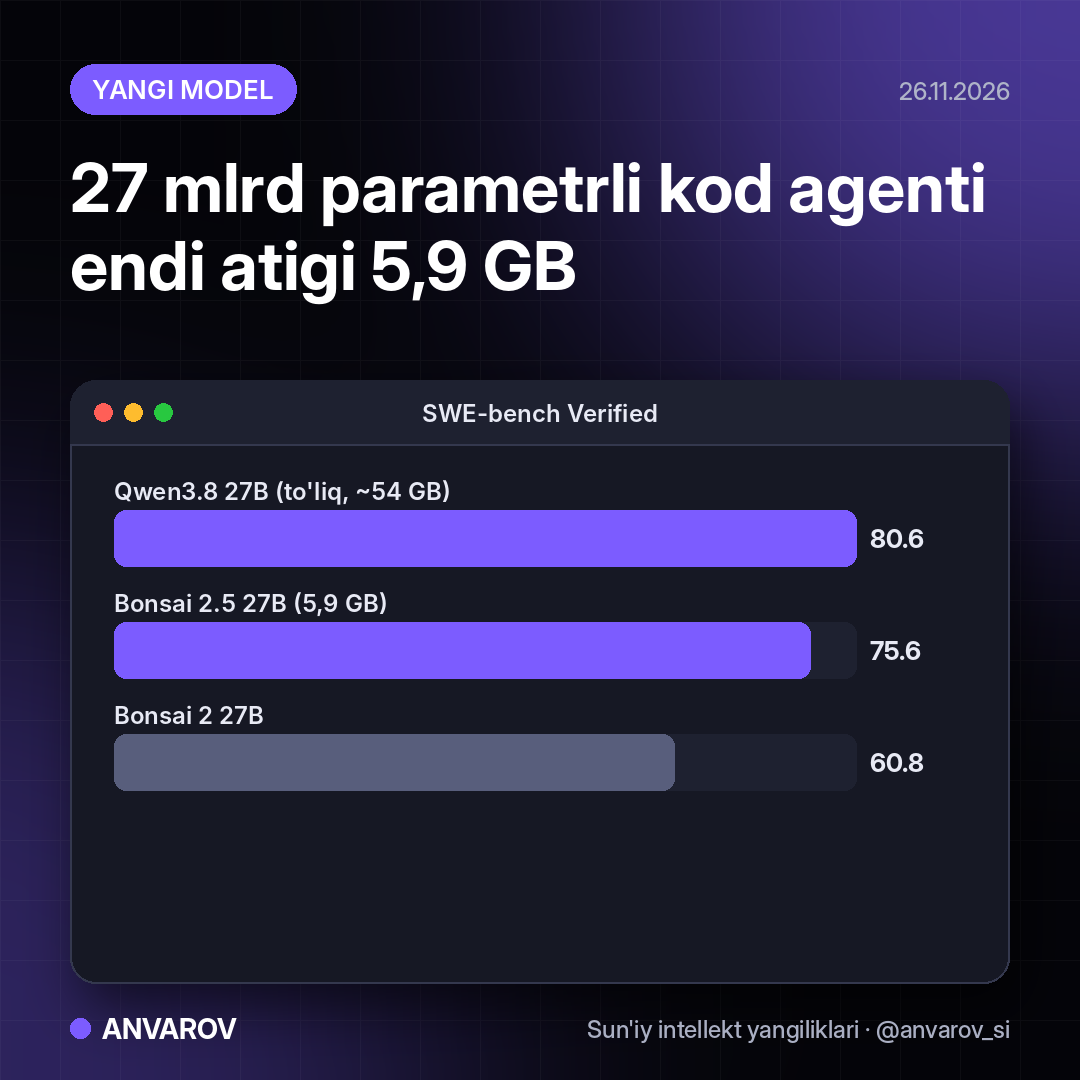 YANGI MODEL
26.11.2026
27 mlrd parametrli kod agenti
endi atigi 5,9 GB
SWE-bench Verified
Qwen3.8 27B (to'liq, ~54 GB)
80.6
Bonsai 2.5 27B (5,9 GB)
75.6
Bonsai 2 27B
60.8
ANVAROV
Sun'iy intellekt yangiliklari · @anvarov_si